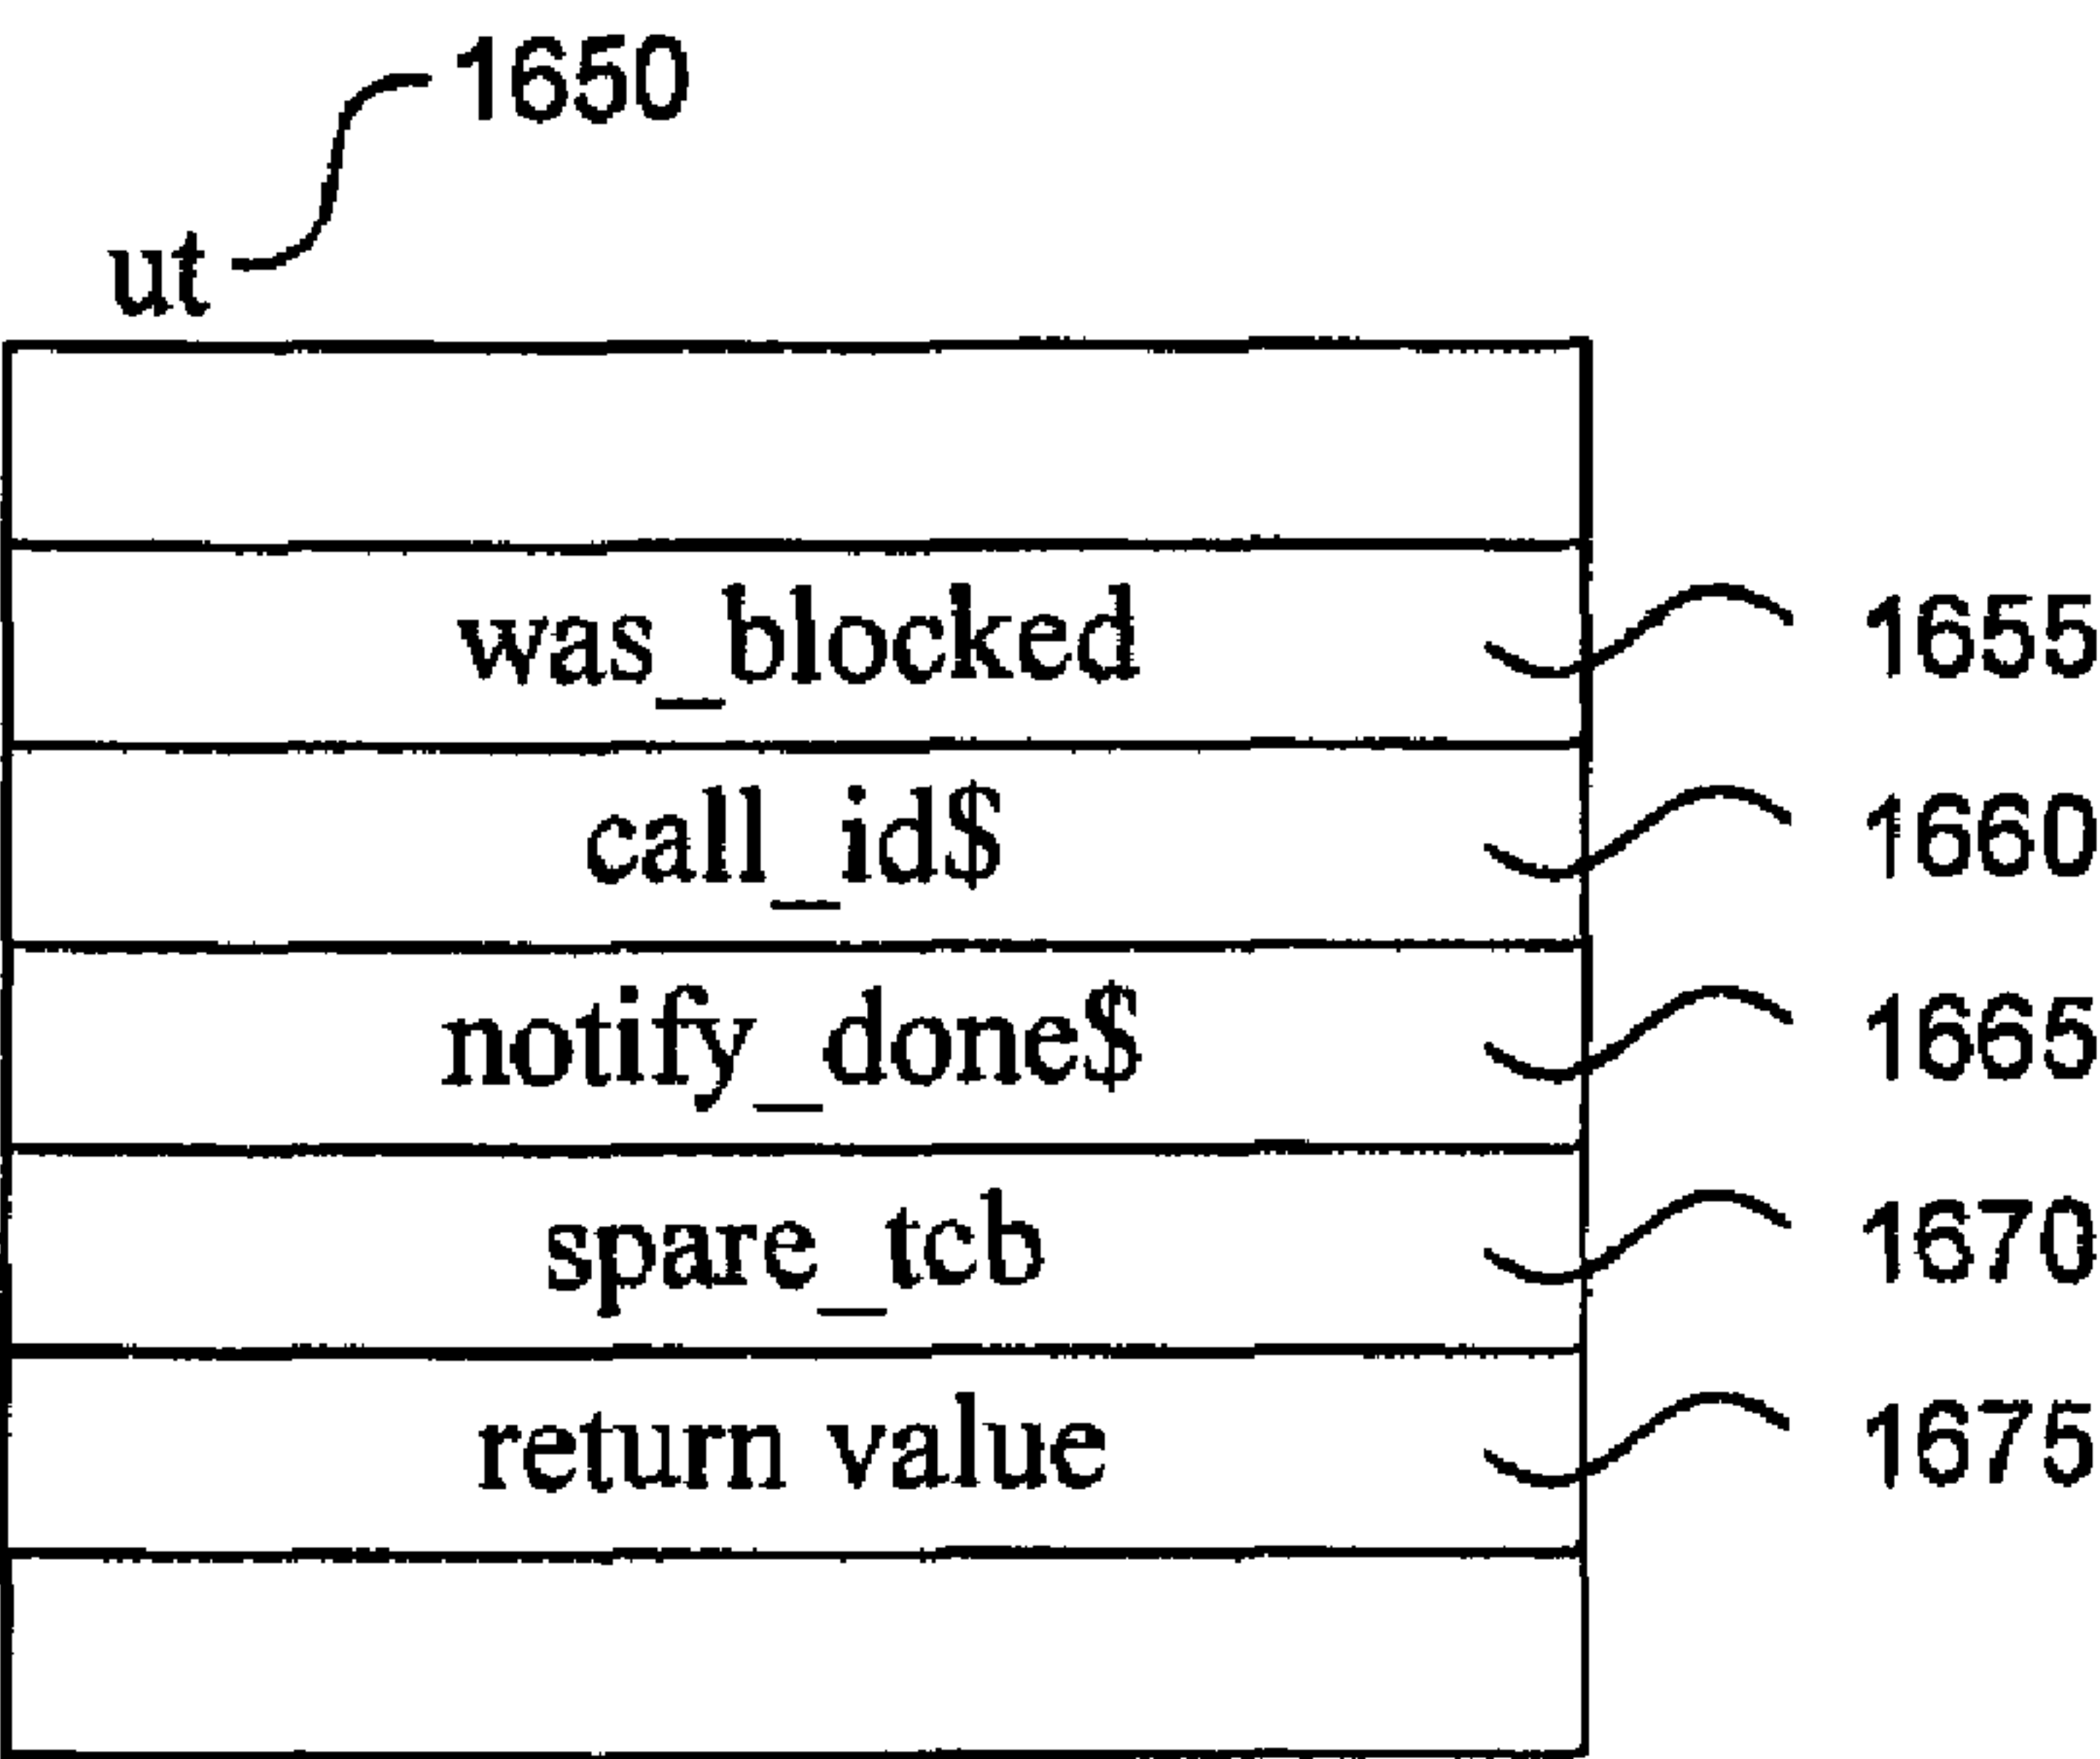 1650
ut
was_blocked 1655
call_id$ 1660
notify_done$ 1665
spare_tcb 1670
return value 1675